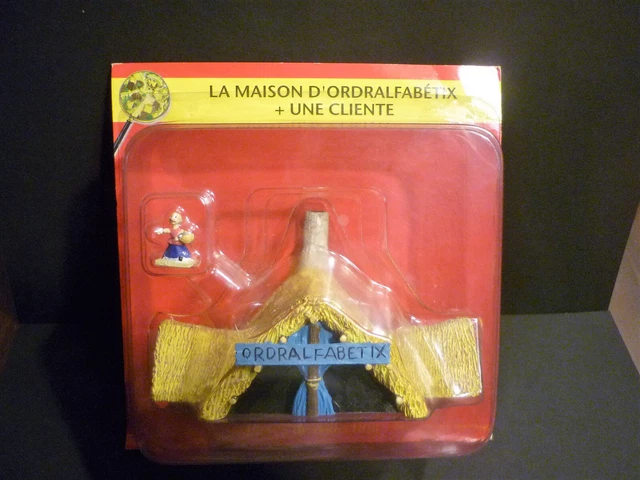 LA MAISON D'ORDRALFABÉTIX
+ UNE CLIENTE
ORDRALFABETIX